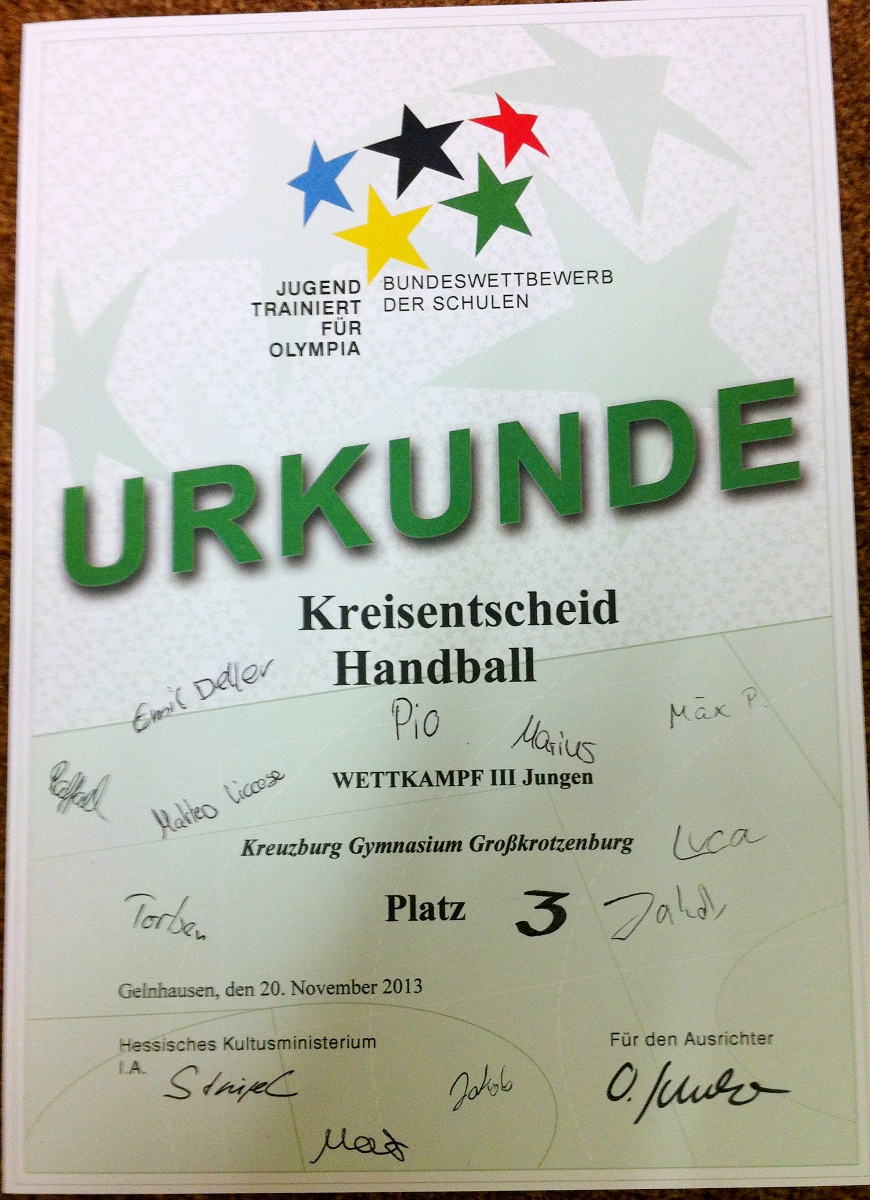 JUGEND
TRAINIERT
FÜR
OLYMPIA
BUNDESWETTBEWERB
DER SCHULEN
URKUNDE
Kreisentscheid
Handball
Emil Deller
Pio
Marius
Mäx P.
Raffael
Matteo Liccese
WETTKAMPF III Jungen
Kreuzburg Gymnasium Großkrotzenburg
Luca
Torben
Platz 3
Jakob
Gelnhausen, den 20. November 2013
Hessisches Kultusministerium
I.A.
Für den Ausrichter
Jakob